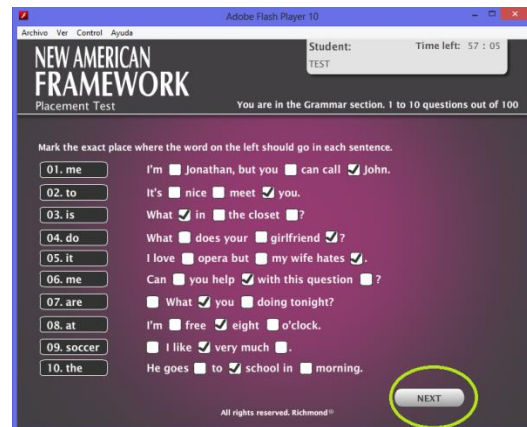 Adobe Flash Player 10
Archivo Ver Control Ayuda
NEW AMERICAN
FRAMEWORK
Placement Test
Student:
TEST
Time left: 57 : 05
You are in the Grammar section. 1 to 10 questions out of 100
Mark the exact place where the word on the left should go in each sentence.
01. me I'm Jonathan, but you can call John.
02. to It's nice meet you.
03. is What in the closet ?
04. do What does your girlfriend ?
05. it I love opera but my wife hates .
06. me Can you help with this question ?
07. are What you doing tonight?
08. at I'm free eight o'clock.
09. soccer I like very much .
10. the He goes to school in morning.
NEXT
All rights reserved. Richmond®